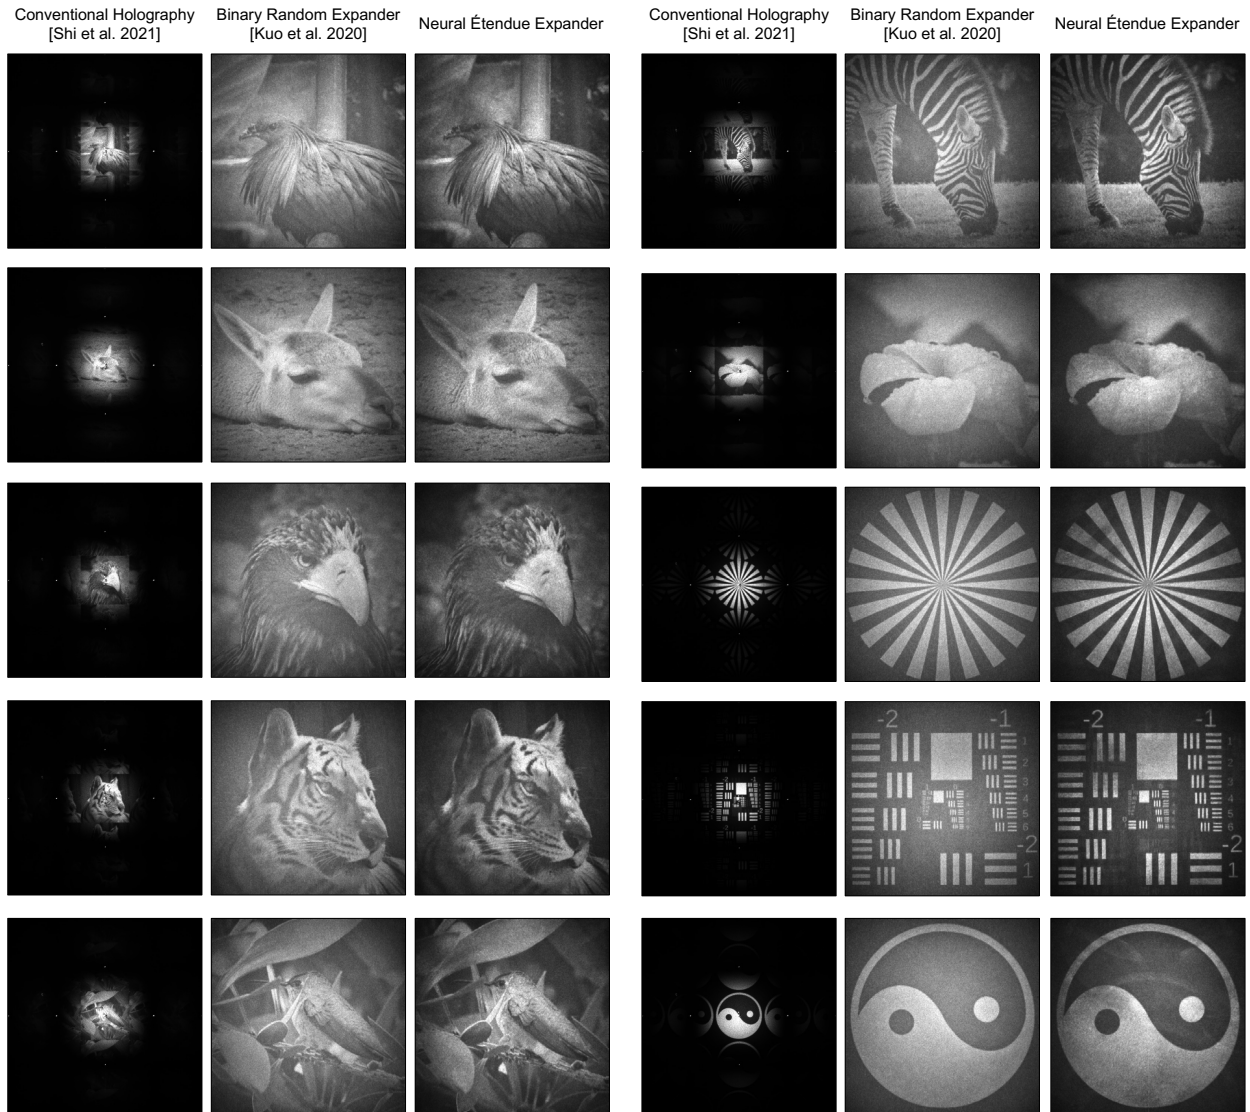 Conventional Holography
[Shi et al. 2021]
Binary Random Expander
[Kuo et al. 2020]
Neural Étendue Expander
Conventional Holography
[Shi et al. 2021]
Binary Random Expander
[Kuo et al. 2020]
Neural Étendue Expander
-2 -1
1
2
3
4
5
6
-2
1
-2 -1
1
2
3
4
5
6
-2
1